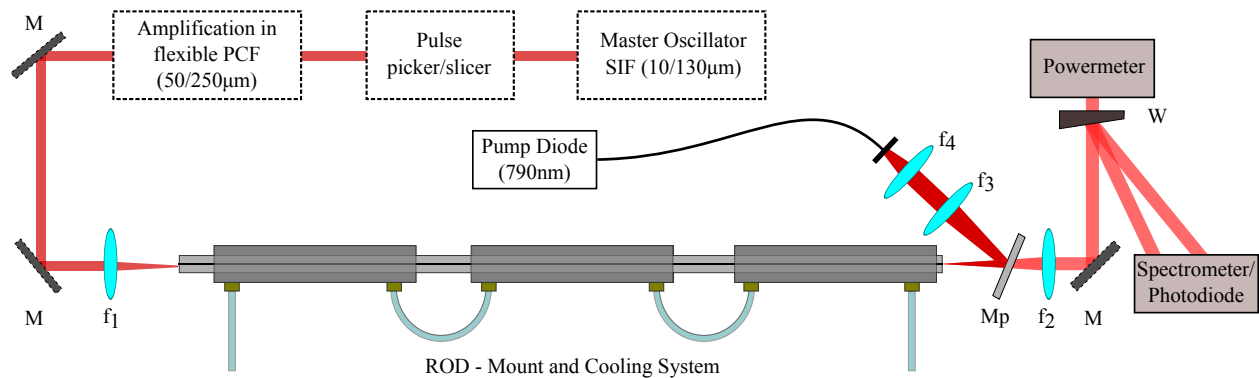 M
Amplification in
flexible PCF
(50/250μm)
Pulse
picker/slicer
Master Oscillator
SIF (10/130μm)
Powermeter
W
Pump Diode
(790nm)
f4
f3
M
f1
Mp
f2
M
Spectrometer/
Photodiode
ROD - Mount and Cooling System